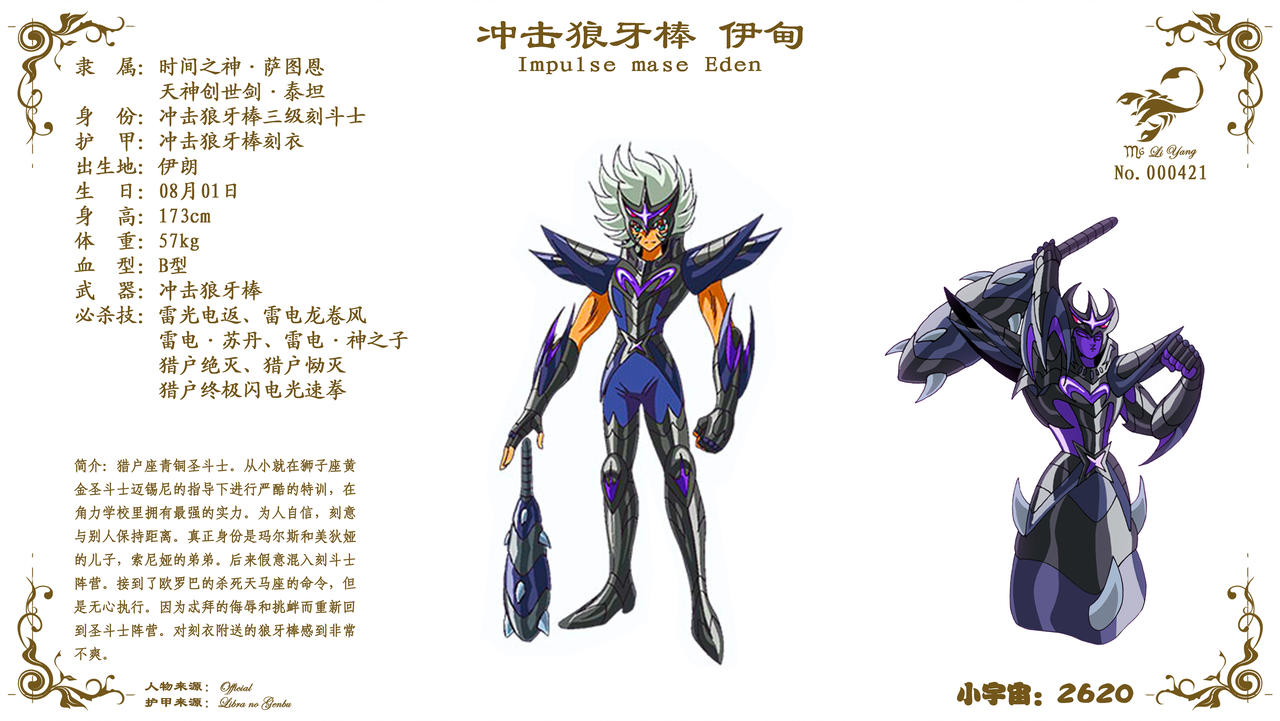 冲击狼牙棒 伊甸
Impulse mase Eden
隶　属：时间之神·萨图恩
天神创世剑·泰坦
身　份：冲击狼牙棒三级刻斗士
护　甲：冲击狼牙棒刻衣
出生地：伊朗
生　日：08月01日
身　高：173cm
体　重：57kg
血　型：B型
武　器：冲击狼牙棒
必杀技：雷光电返、雷电龙卷风
雷电·苏丹、雷电·神之子
猎户绝灭、猎户恸灭
猎户终极闪电光速拳
Li Yang
No.000421
简介：猎户座青铜圣斗士。从小就在狮子座黄
金圣斗士迈锡尼的指导下进行严酷的特训，在
角力学校里拥有最强的实力。为人自信，刻意
与别人保持距离。真正身份是玛尔斯和美狄娅
的儿子，索尼娅的弟弟。后来假意混入刻斗士
阵营。接到了欧罗巴的杀死天马座的命令，但
是无心执行。因为忒拜的侮辱和挑衅而重新回
到圣斗士阵营。对刻衣附送的狼牙棒感到非常
不爽。
人物来源：Official
护甲来源：Libra no Genbu
小宇宙：2620